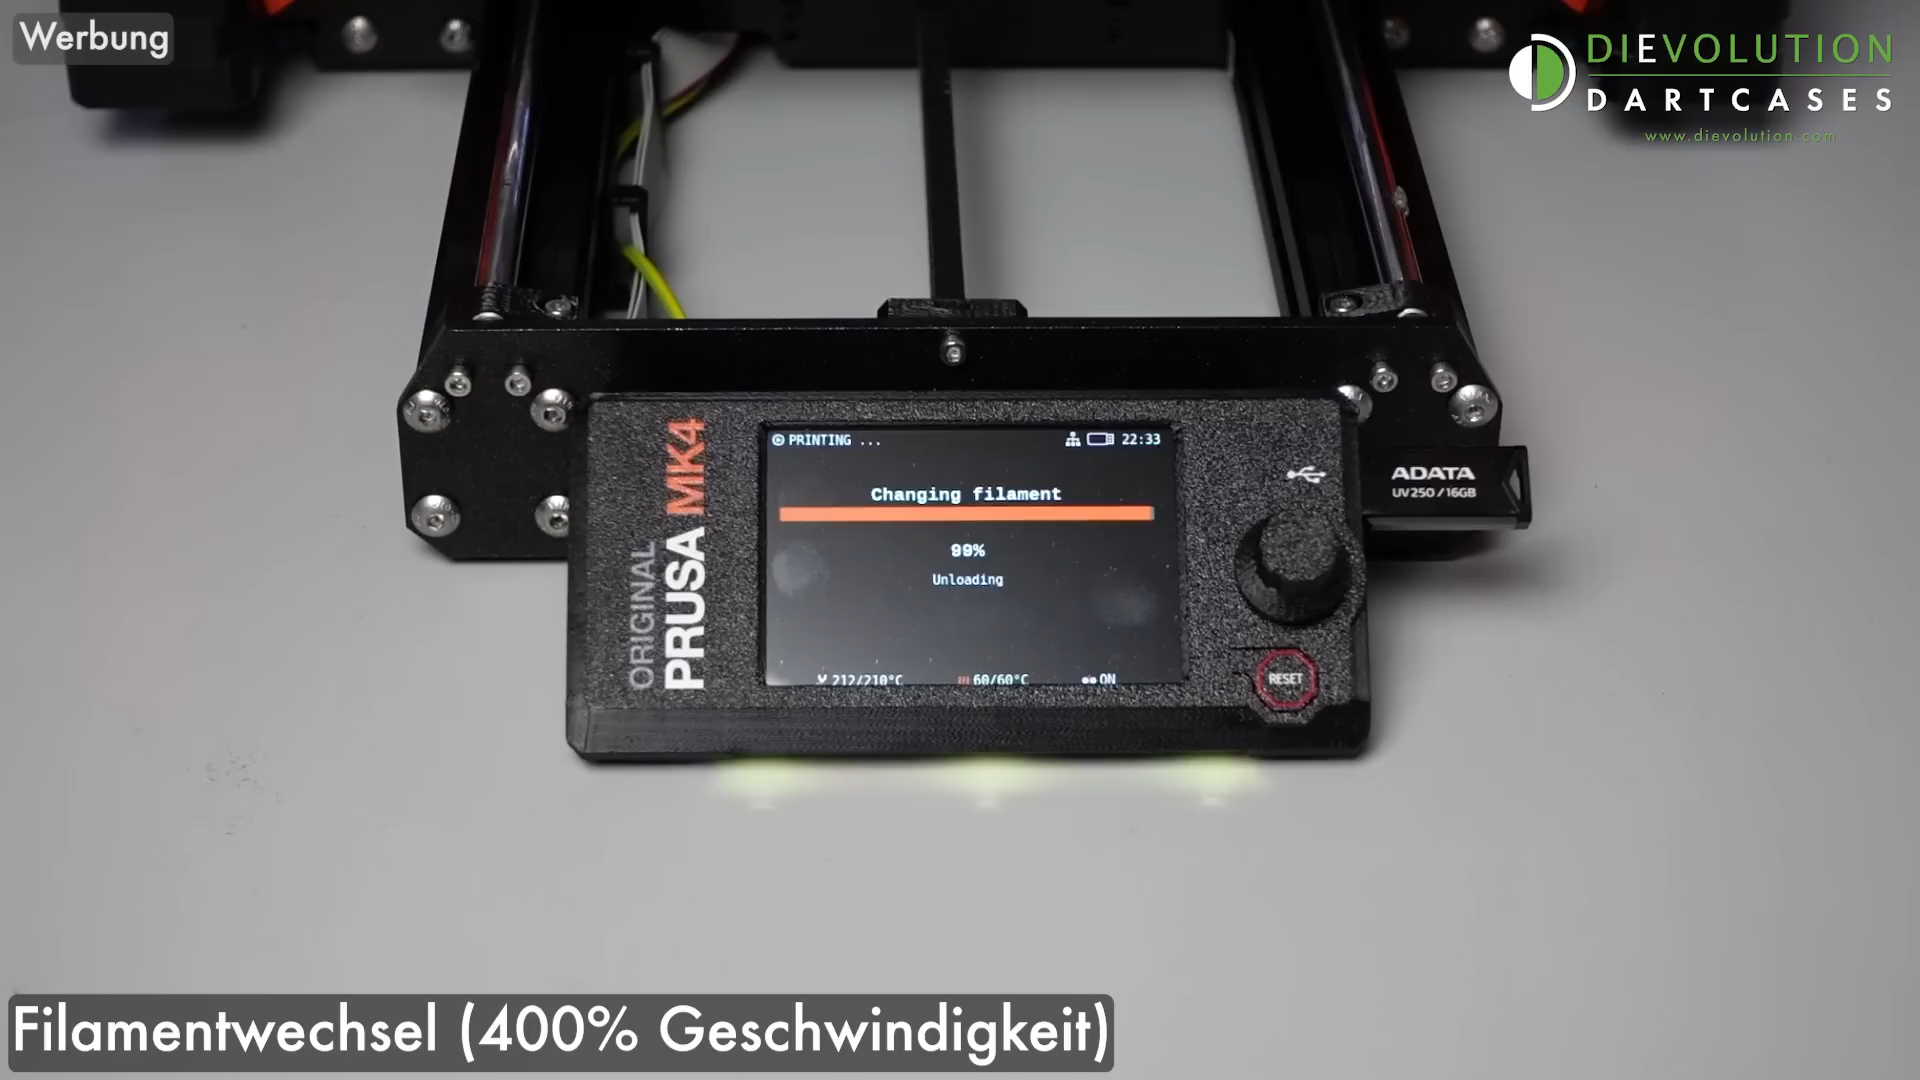 Werbung
DIEVOLUTION
DARTCASES
www.dievolution.com
PRINTING ...
22:33
Changing filament
99%
Unloading
212/210°C
60/60°C
ON
ORIGINAL
PRUSA MK4
ADATA
UV250/16GB
RESET
Filamentwechsel (400% Geschwindigkeit)